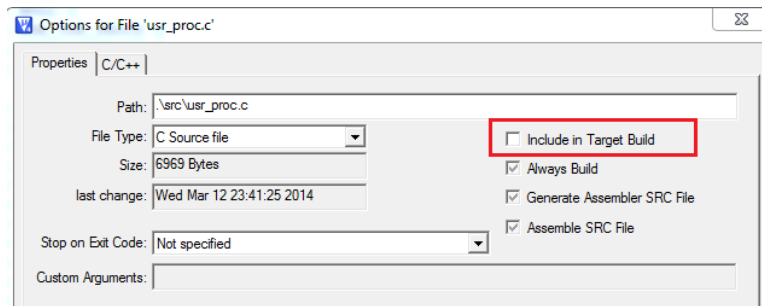 Options for File 'usr_proc.c'
Properties C/C++
Path: .\src\usr_proc.c
File Type: C Source file
Include in Target Build
Size: 6969 Bytes
Always Build
last change: Wed Mar 12 23:41:25 2014
Generate Assembler SRC File
Assemble SRC File
Stop on Exit Code: Not specified
Custom Arguments: